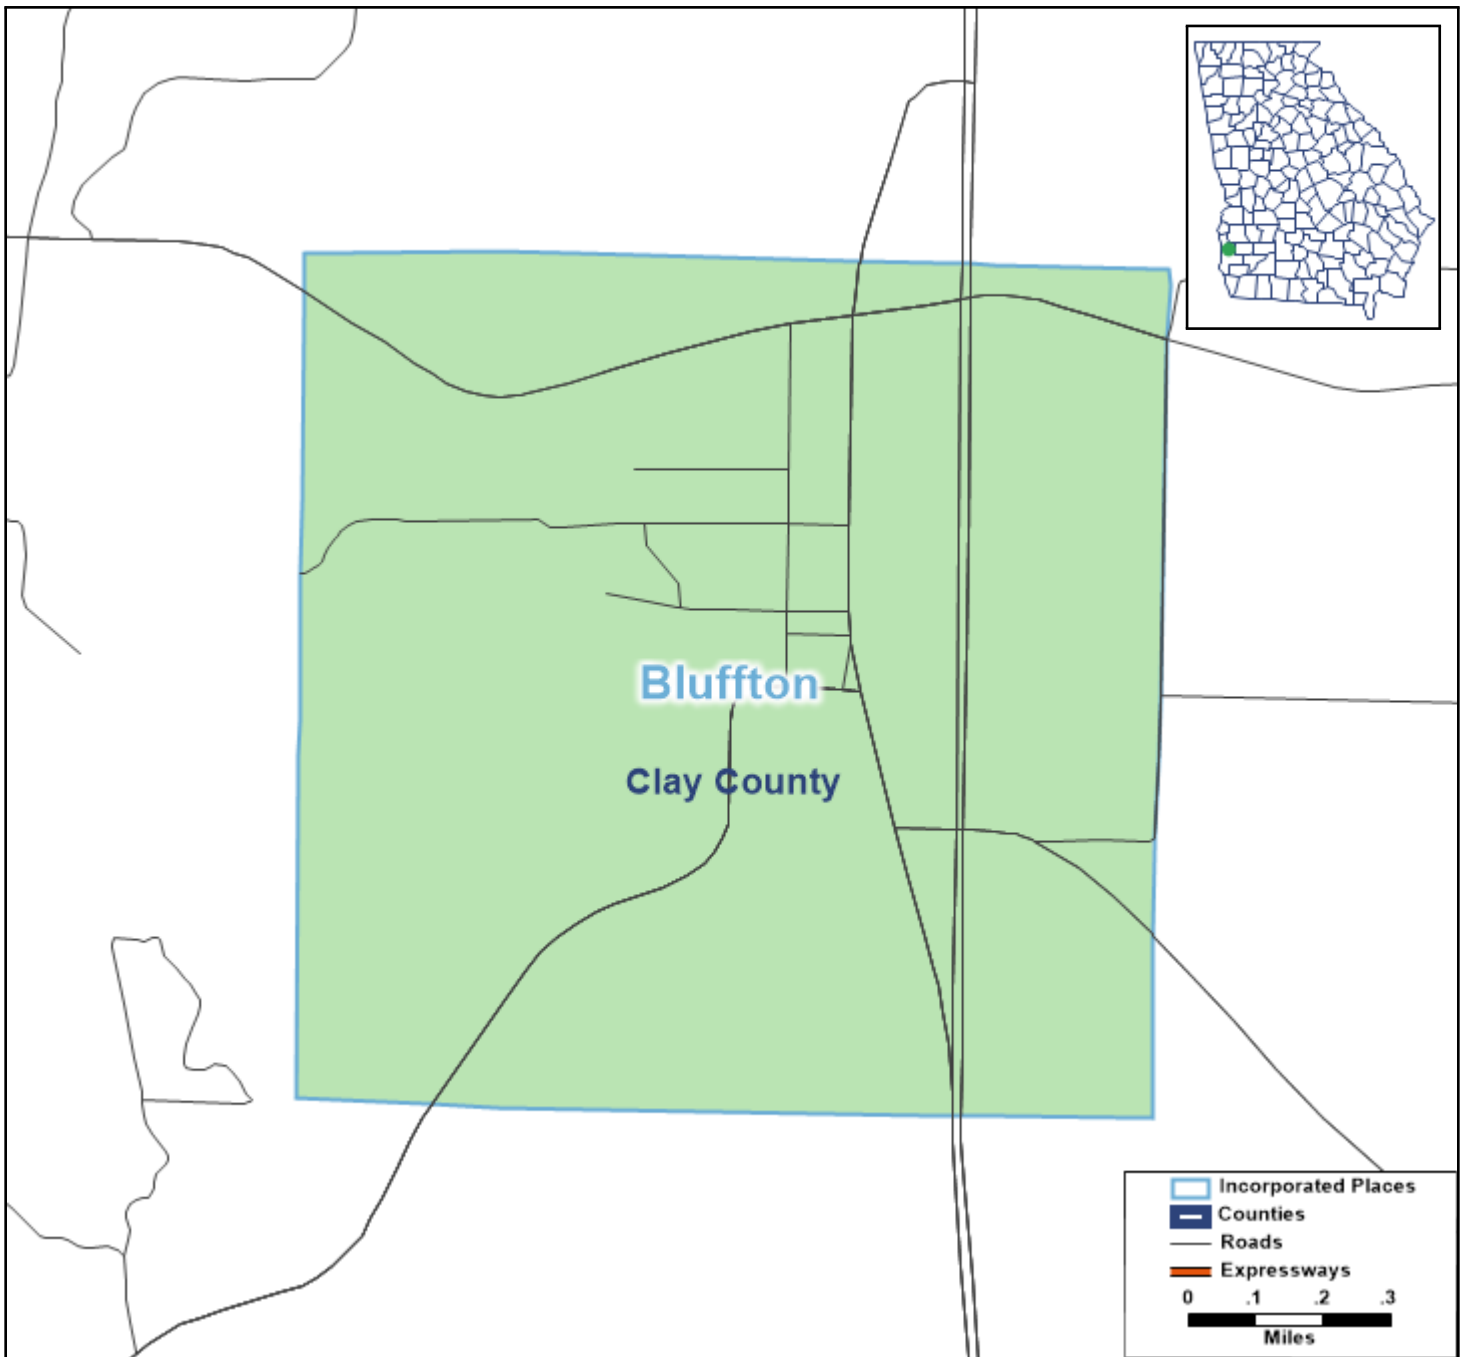 Bluffton
Clay County
Incorporated Places
Counties
Roads
Expressways
0 .1 .2 .3
Miles